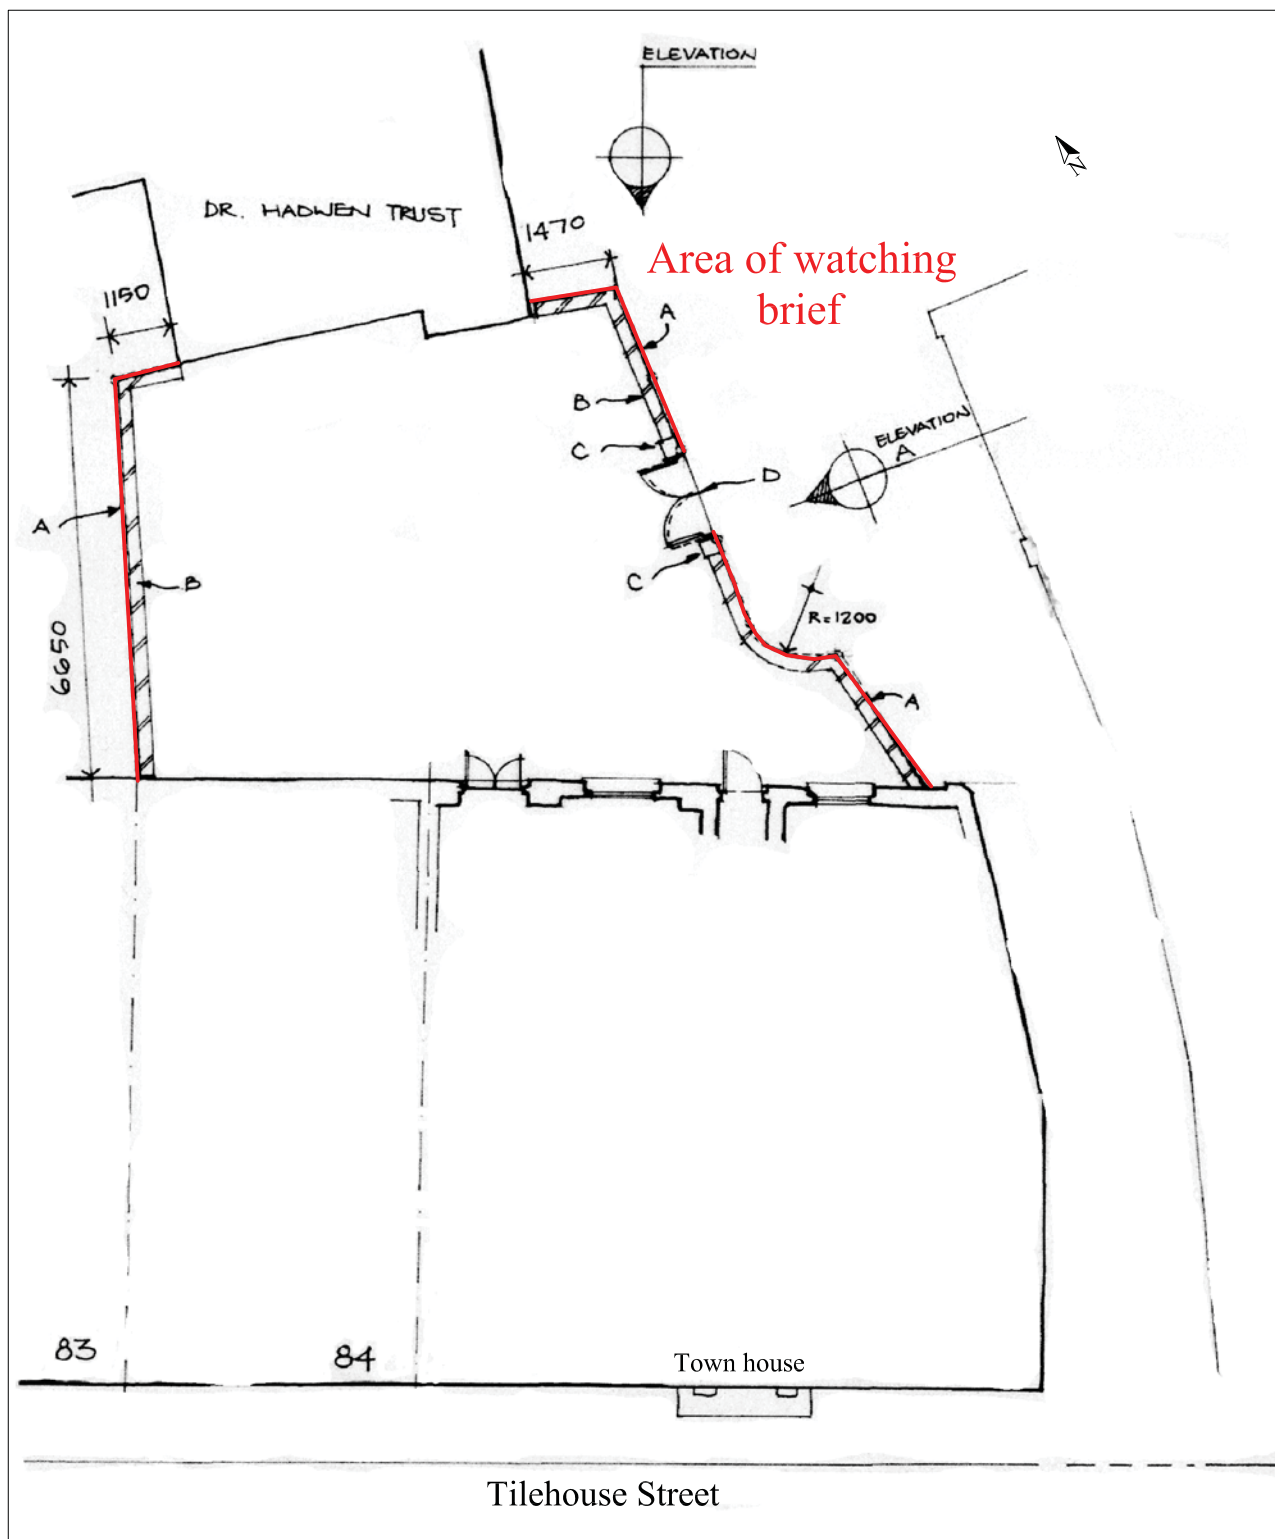 ELEVATION
N
DR. HADWEN TRUST
1470
Area of watching
brief
1150
A
B
C
ELEVATION
A
D
A
B
C
R=1200
6650
A
83
84
Town house
Tilehouse Street